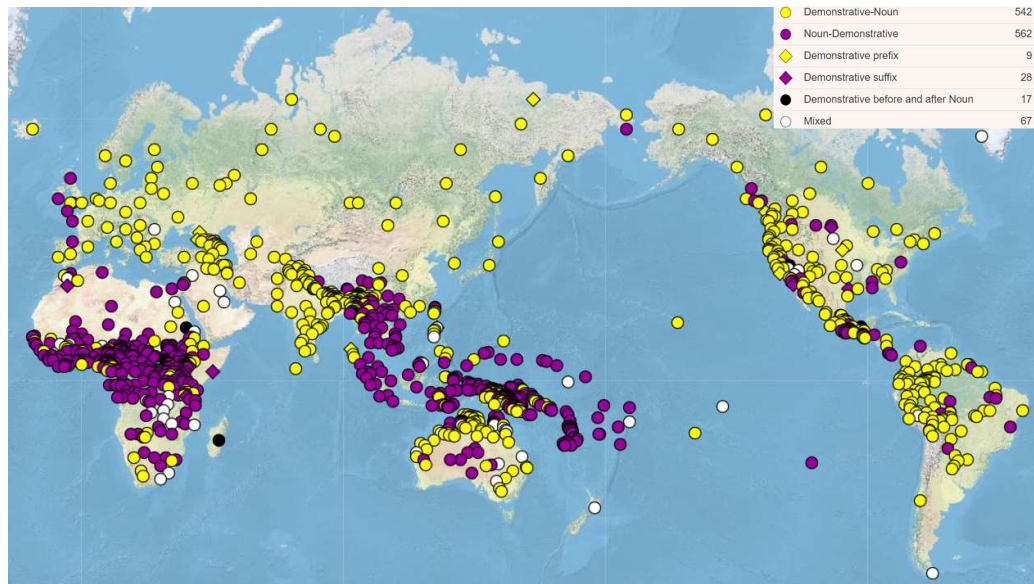 Demonstrative-Noun 542
Noun-Demonstrative 562
Demonstrative prefix 9
Demonstrative suffix 28
Demonstrative before and after Noun 17
Mixed 67